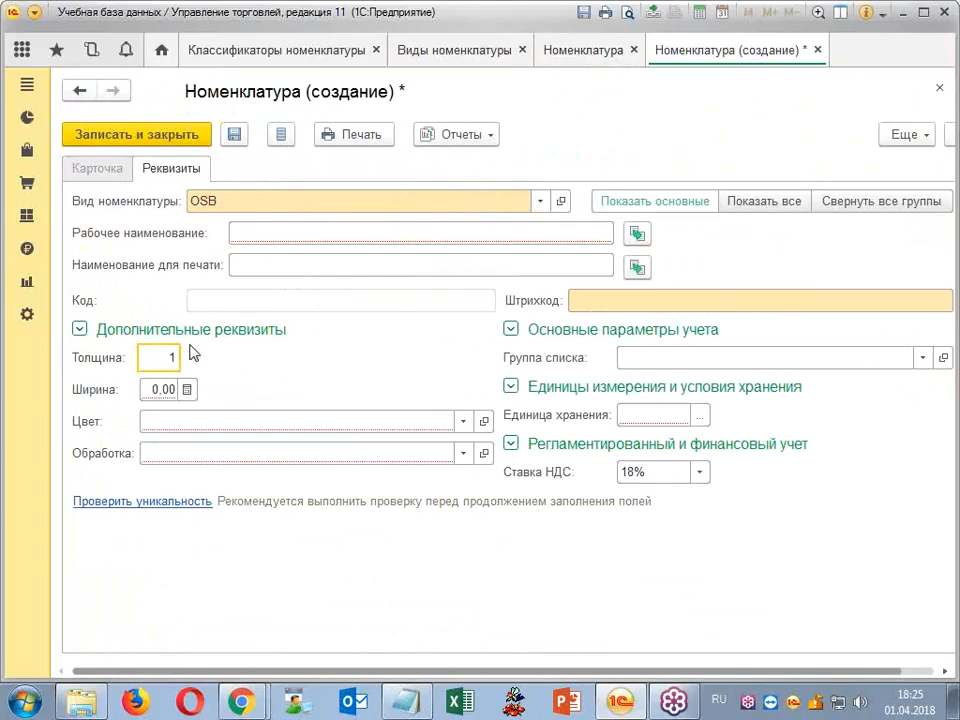 Учебная база данных / Управление торговлей, редакция 11 (1С:Предприятие)
M M+ M-
Классификаторы номенклатуры × Виды номенклатуры × Номенклатура × Номенклатура (создание) * ×
Номенклатура (создание) *
Записать и закрыть Печать Отчеты Еще
Карточка Реквизиты
Вид номенклатуры: OSB Показать основные Показать все Свернуть все группы
Рабочее наименование:
Наименование для печати:
Код: Штрихкод:
Дополнительные реквизиты Основные параметры учета
Толщина: 1 Группа списка:
Ширина: 0,00 Единицы измерения и условия хранения
Цвет: Единица хранения: ...
Обработка: Регламентированный и финансовый учет
Ставка НДС: 18%
Проверить уникальность Рекомендуется выполнить проверку перед продолжением заполнения полей
RU 18:25
01.04.2018